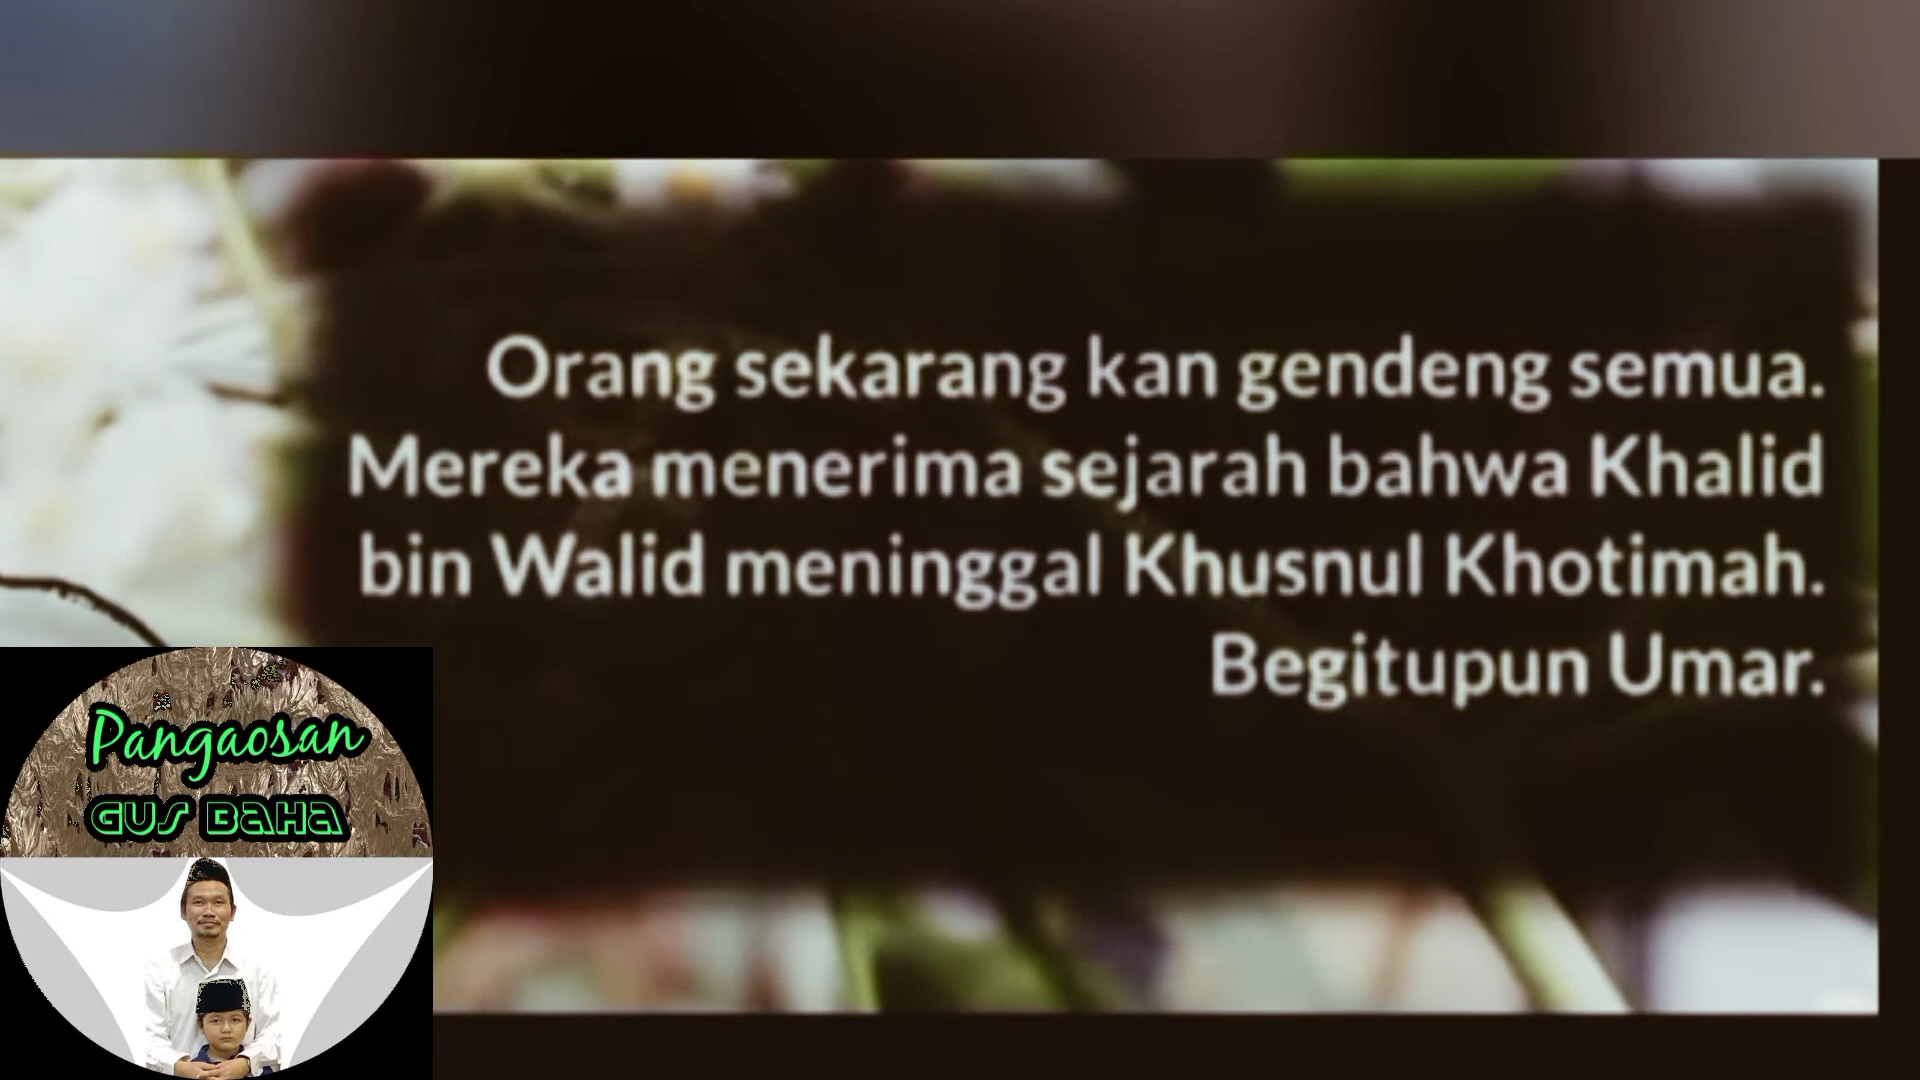 Orang sekarang kan gendeng semua.
Mereka menerima sejarah bahwa Khalid
bin Walid meninggal Khusnul Khotimah.
Begitupun Umar.
Pangaosan
GUS BAHA